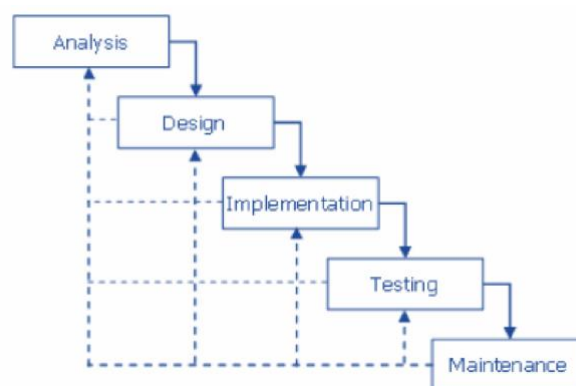 Analysis
Design
Implementation
Testing
Maintenance